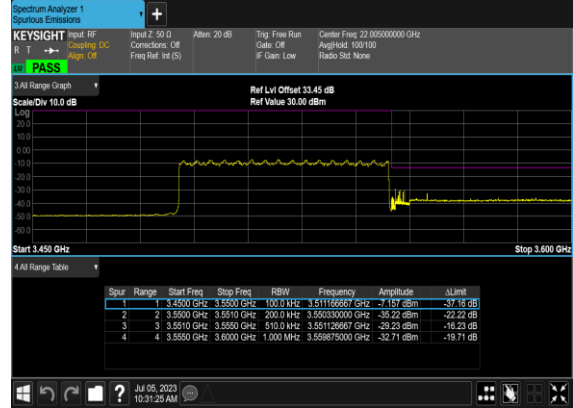 Spectrum Analyzer 1
Spurious Emissions
KEYSIGHT Input: RF Input Z: 50 Ω Atten: 20 dB Trig: Free Run Center Freq: 22.005000000 GHz
R T Coupling: DC Corrections: Off Gate: Off Avg|Hold: 100/100
Align: Off Freq Ref: Int (S) IF Gain: Low Radio Std: None
PASS
3 All Range Graph
Ref Lvl Offset 33.45 dB
Scale/Div 10.0 dB Ref Value 30.00 dBm
Log
20.0
10.0
0.00
-10.0
-20.0
-30.0
-40.0
-50.0
-60.0
Start 3.450 GHz Stop 3.600 GHz
4 All Range Table
Spur Range Start Freq Stop Freq RBW Frequency Amplitude ΔLimit
1 1 3.4500 GHz 3.5500 GHz 100.0 kHz 3.511166667 GHz -7.157 dBm -37.16 dB
2 2 3.5500 GHz 3.5510 GHz 200.0 kHz 3.550330000 GHz -35.22 dBm -22.22 dB
3 3 3.5510 GHz 3.5550 GHz 510.0 kHz 3.551126667 GHz -29.23 dBm -16.23 dB
4 4 3.5550 GHz 3.6000 GHz 1.000 MHz 3.559875000 GHz -32.71 dBm -19.71 dB
? Jul 05, 2023
10:31:25 AM